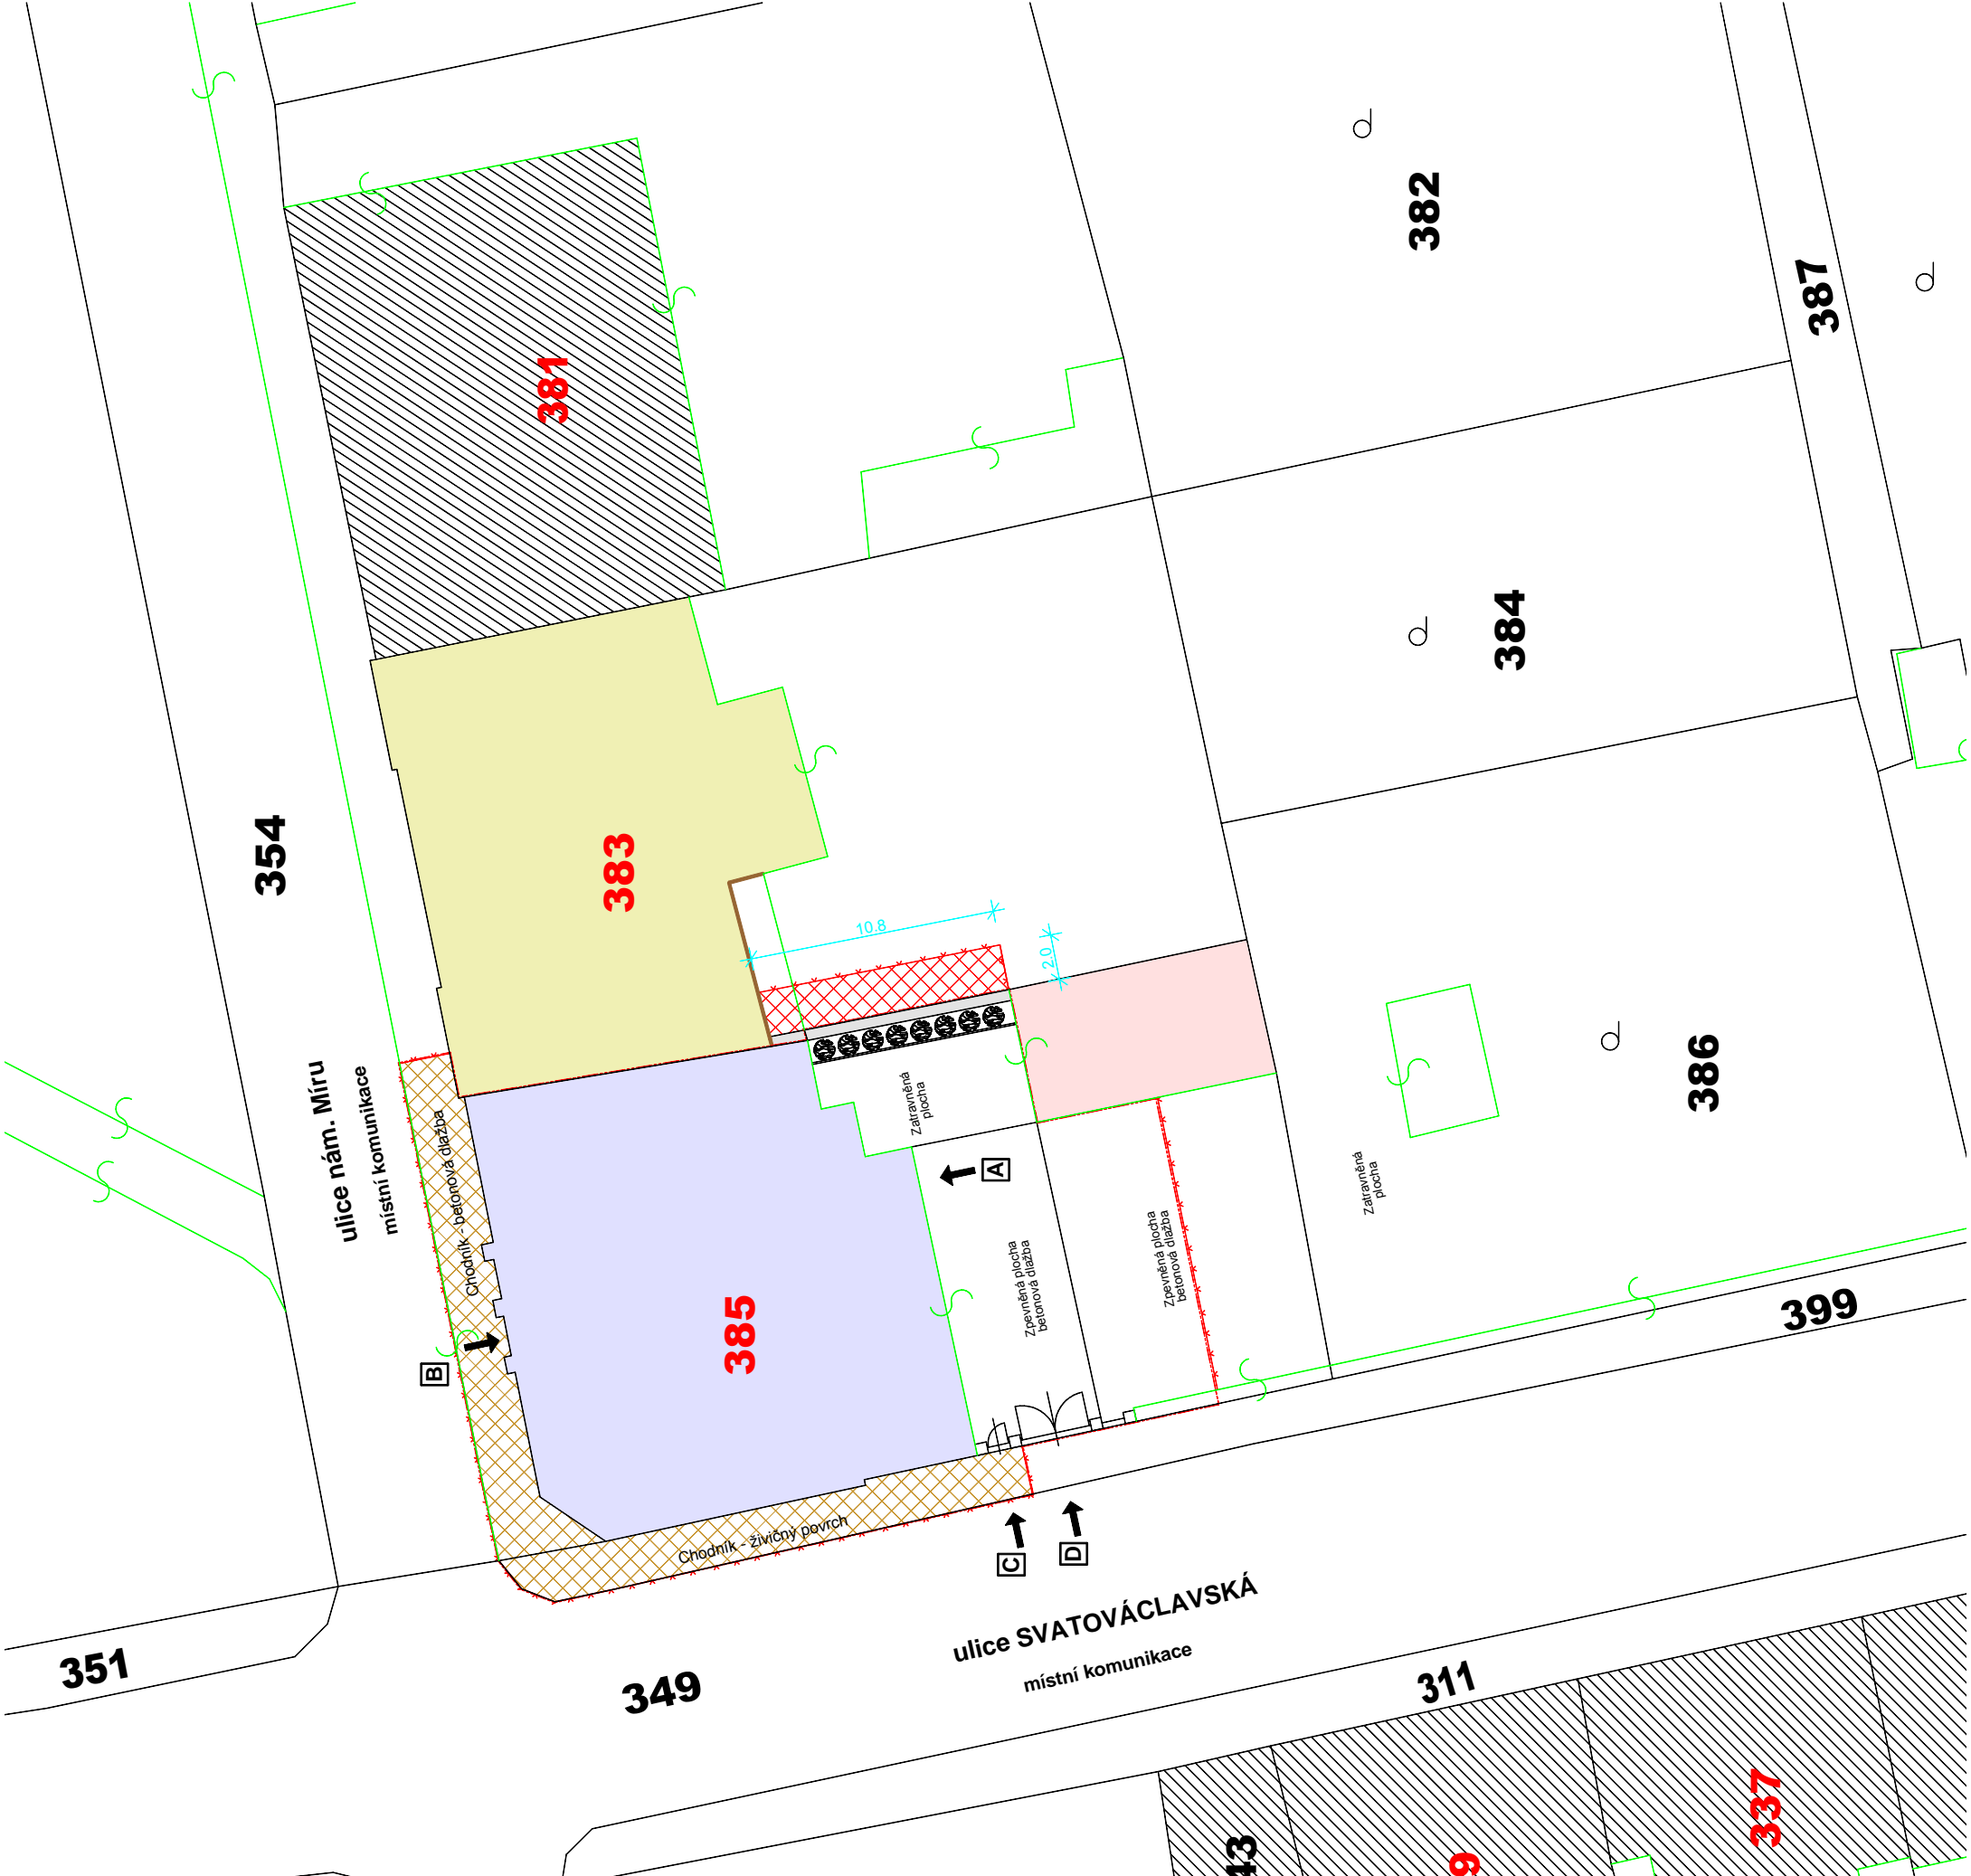 382
387
381
384
354
383
10.8
2.0
386
ulice nám. Míru
místní komunikace
Chodník - betonová dlažba
Zatravněná
plocha
A
Zatravněná
plocha
Zpevněná plocha
betonová dlažba
Zpevněná plocha
betonová dlažba
B
385
399
Chodník - živičný povrch
C
D
ulice SVATOVÁCLAVSKÁ
místní komunikace
351
349
311
337
43
9